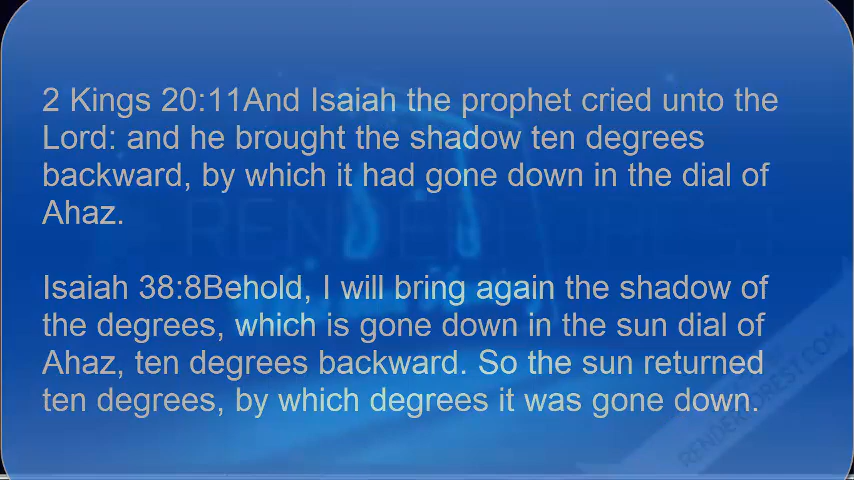 2 Kings 20:11And Isaiah the prophet cried unto the
Lord: and he brought the shadow ten degrees
backward, by which it had gone down in the dial of
Ahaz.
Isaiah 38:8Behold, I will bring again the shadow of
the degrees, which is gone down in the sun dial of
Ahaz, ten degrees backward. So the sun returned
ten degrees, by which degrees it was gone down.
RENDERFOREST
RENDERFOREST.COM